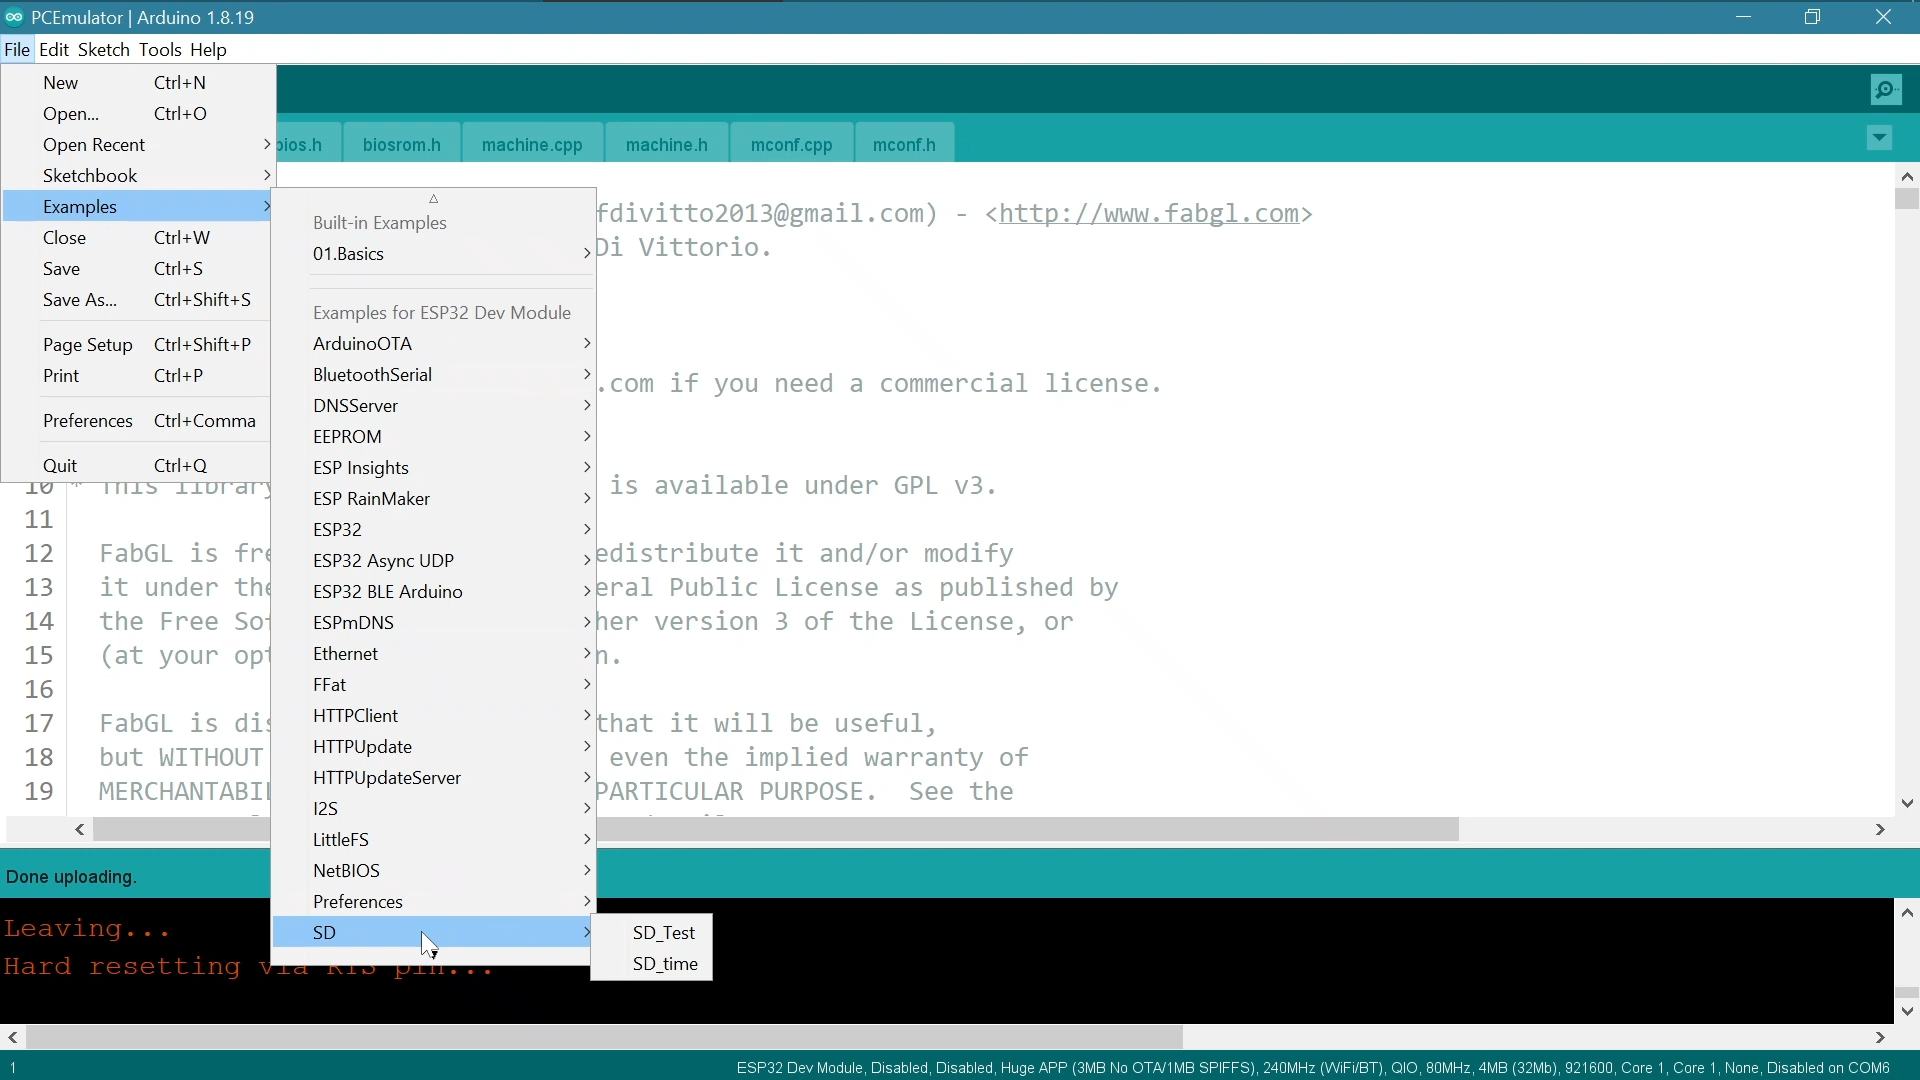 PCEmulator | Arduino 1.8.19
File Edit Sketch Tools Help
New Ctrl+N
Open... Ctrl+O
Open Recent
Sketchbook
Examples
Close Ctrl+W
Save Ctrl+S
Save As... Ctrl+Shift+S
Page Setup Ctrl+Shift+P
Print Ctrl+P
Preferences Ctrl+Comma
Quit Ctrl+Q
bios.h biosrom.h machine.cpp machine.h mconf.cpp mconf.h
Built-in Examples
01.Basics
Examples for ESP32 Dev Module
ArduinoOTA
BluetoothSerial
DNSServer
EEPROM
ESP Insights
ESP RainMaker
ESP32
ESP32 Async UDP
ESP32 BLE Arduino
ESPmDNS
Ethernet
FFat
HTTPClient
HTTPUpdate
HTTPUpdateServer
I2S
LittleFS
NetBIOS
Preferences
SD
SD_Test
SD_time
fdivitto2013@gmail.com) - <http://www.fabgl.com>
Di Vittorio.
.com if you need a commercial license.
10 * This library is available under GPL v3.
11
12 FabGL is fre edistribute it and/or modify
13 it under the eral Public License as published by
14 the Free Sof her version 3 of the License, or
15 (at your opt n.
16
17 FabGL is dis that it will be useful,
18 but WITHOUT even the implied warranty of
19 MERCHANTABIL PARTICULAR PURPOSE. See the
Done uploading.
Leaving...
Hard resetting via RTS pin...
1 ESP32 Dev Module, Disabled, Disabled, Huge APP (3MB No OTA/1MB SPIFFS), 240MHz (WiFi/BT), QIO, 80MHz, 4MB (32Mb), 921600, Core 1, Core 1, None, Disabled on COM6